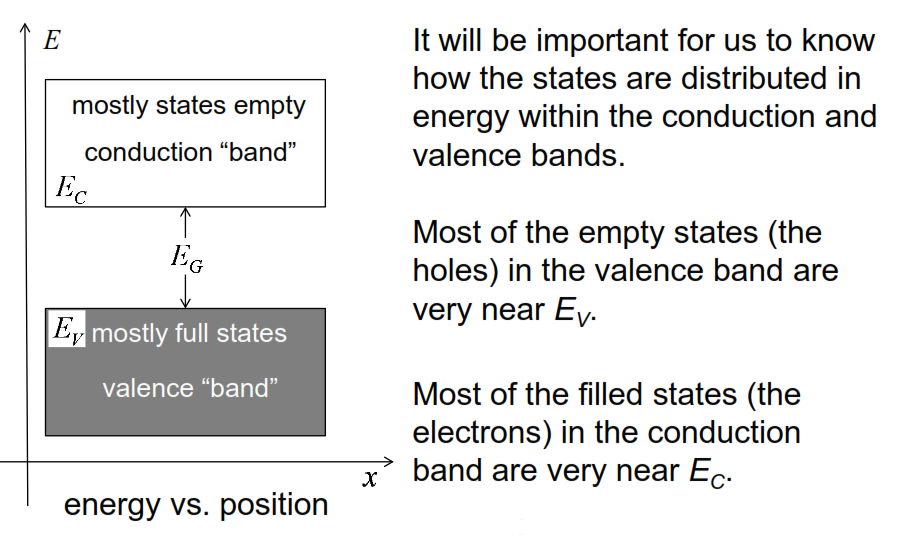 E
mostly states empty
conduction “band”
E_C
E_G
E_V mostly full states
valence “band”
x
energy vs. position
It will be important for us to know
how the states are distributed in
energy within the conduction and
valence bands.
Most of the empty states (the
holes) in the valence band are
very near E_V.
Most of the filled states (the
electrons) in the conduction
band are very near E_C.